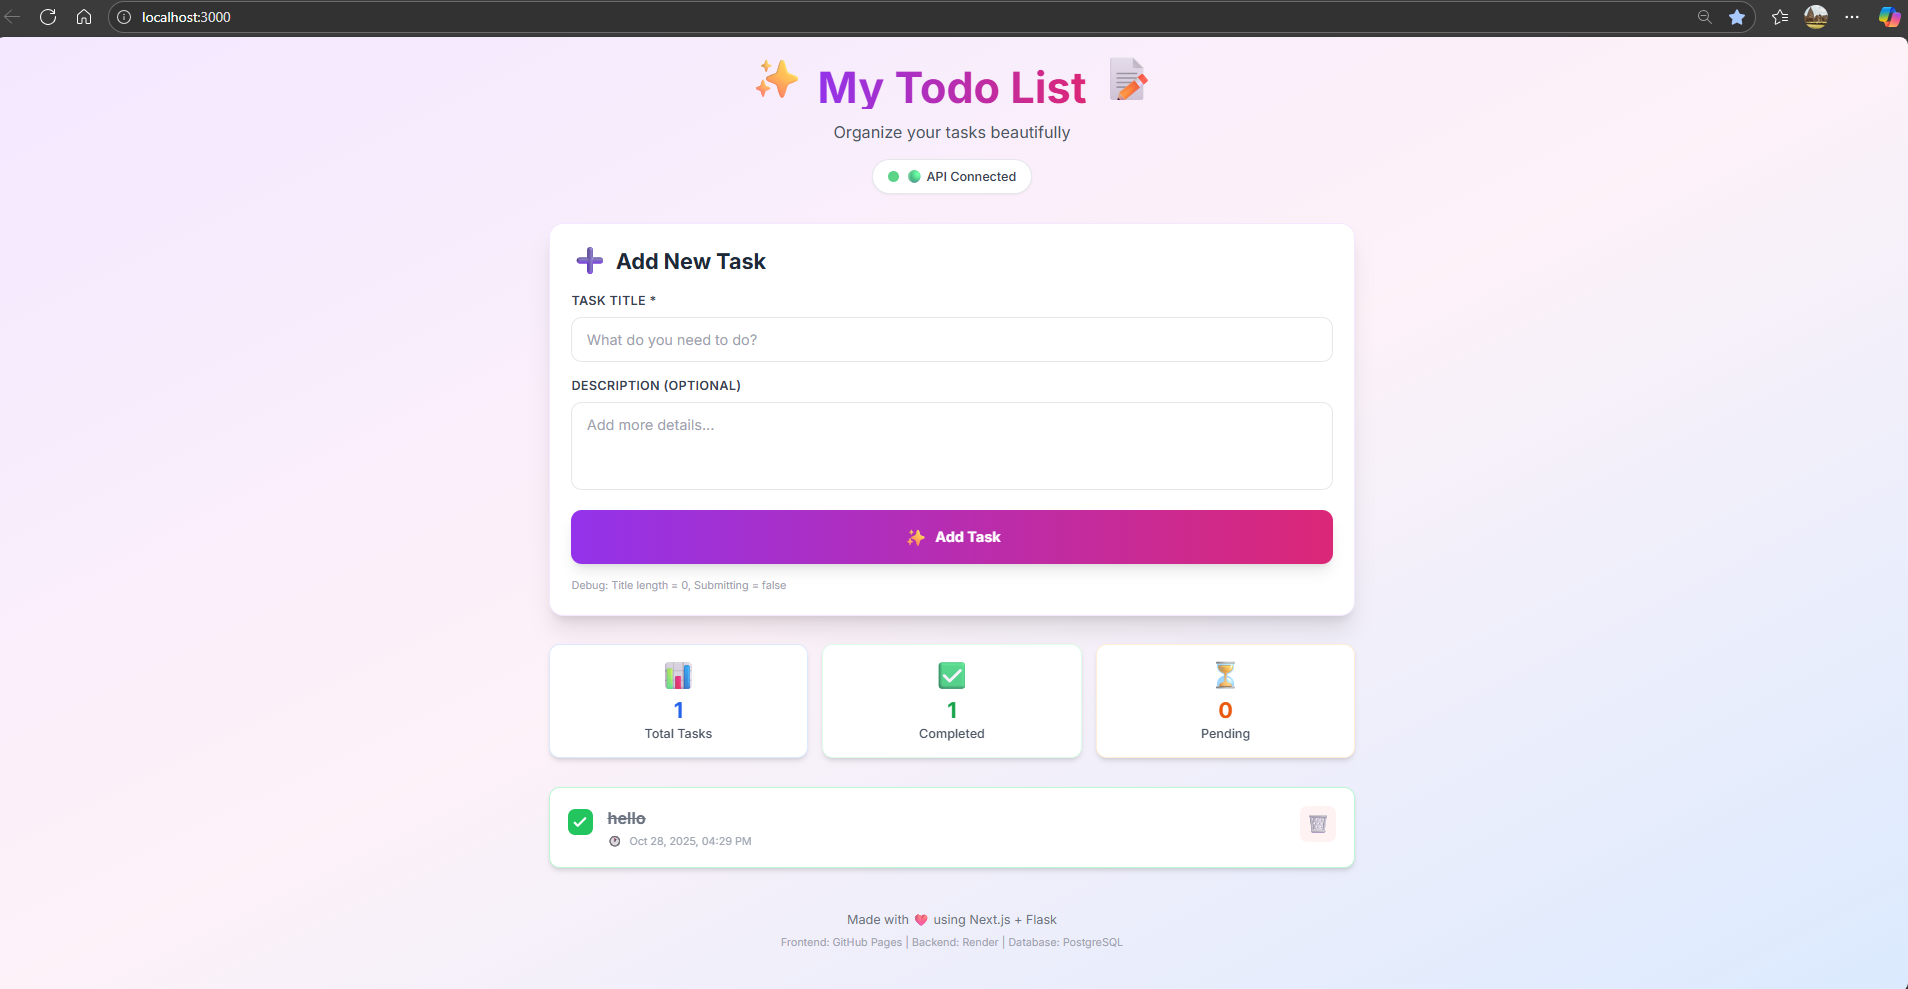 localhost:3000
My Todo List
Organize your tasks beautifully
API Connected
Add New Task
TASK TITLE *
What do you need to do?
DESCRIPTION (OPTIONAL)
Add more details...
Add Task
Debug: Title length = 0, Submitting = false
1
Total Tasks
1
Completed
0
Pending
hello
Oct 28, 2025, 04:29 PM
Made with ❤️ using Next.js + Flask
Frontend: GitHub Pages | Backend: Render | Database: PostgreSQL